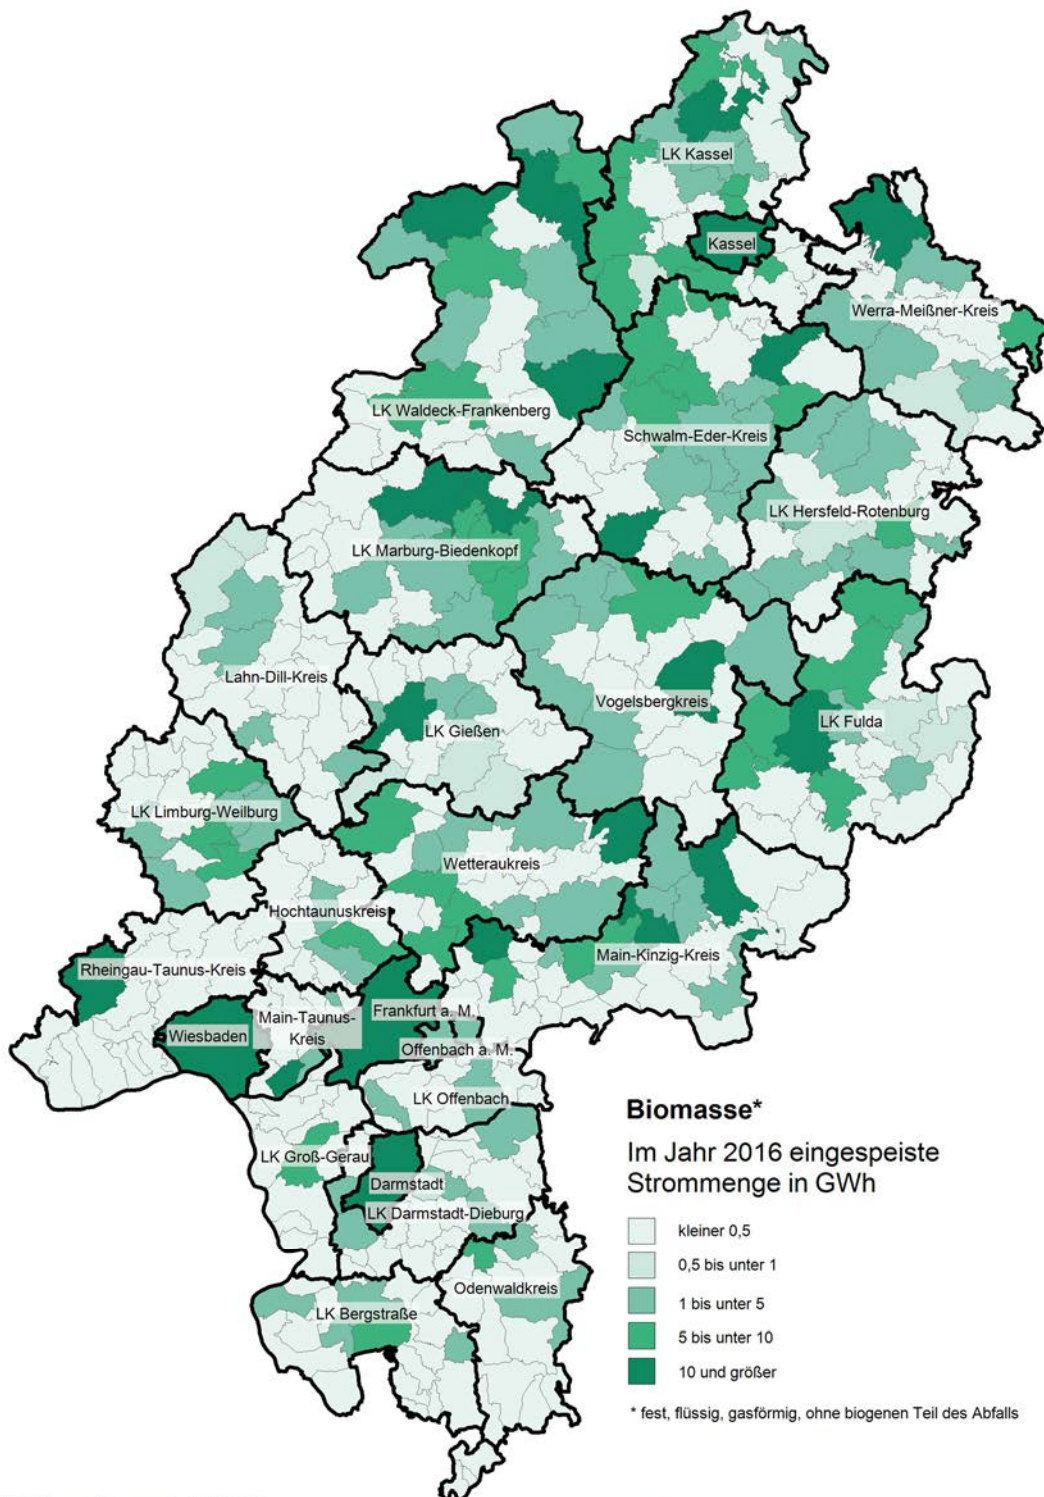 LK Kassel
Kassel
Werra-Meißner-Kreis
LK Waldeck-Frankenberg
Schwalm-Eder-Kreis
LK Hersfeld-Rotenburg
LK Marburg-Biedenkopf
Lahn-Dill-Kreis
Vogelsbergkreis
LK Fulda
LK Gießen
LK Limburg-Weilburg
Wetteraukreis
Hochtaunuskreis
Main-Kinzig-Kreis
Rheingau-Taunus-Kreis
Frankfurt a. M.
Main-Taunus-
Kreis
Wiesbaden
Offenbach a. M.
LK Offenbach
LK Groß-Gerau
Darmstadt
LK Darmstadt-Dieburg
Odenwaldkreis
LK Bergstraße
Biomasse*
Im Jahr 2016 eingespeiste
Strommenge in GWh
kleiner 0,5
0,5 bis unter 1
1 bis unter 5
5 bis unter 10
10 und größer
* fest, flüssig, gasförmig, ohne biogenen Teil des Abfalls